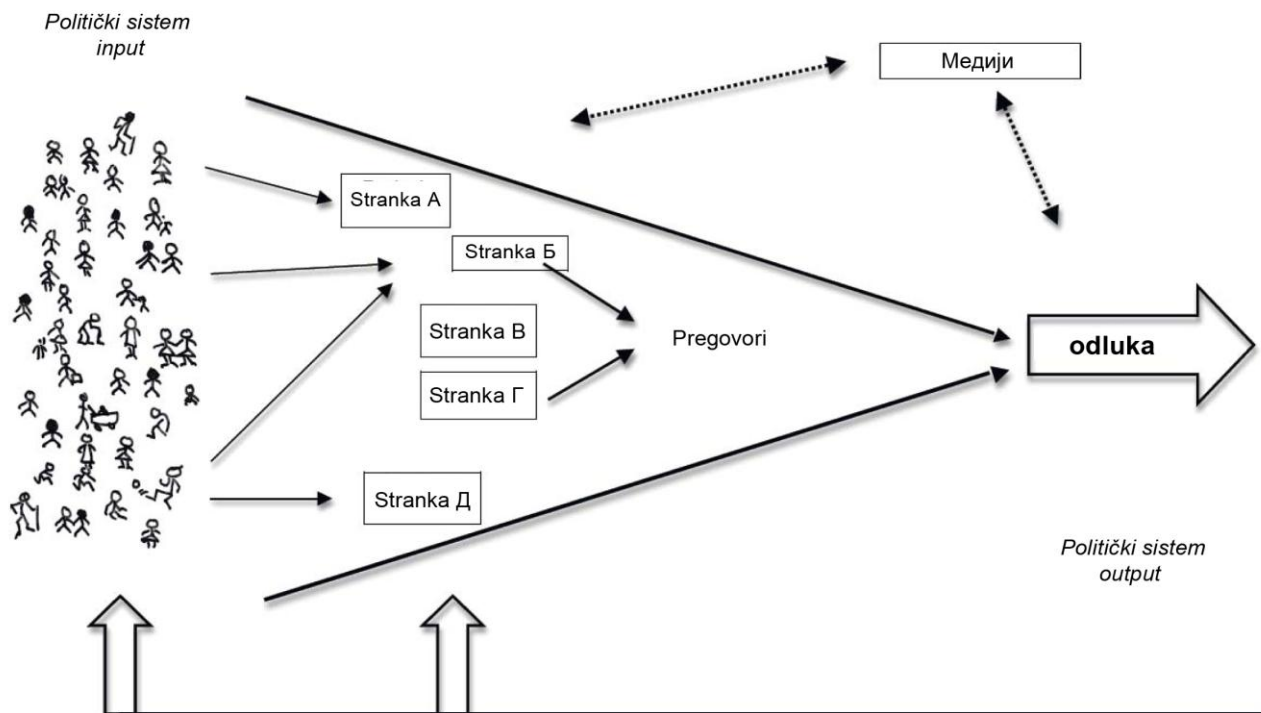 Politički sistem
input
Медији
Stranka А
Stranka Б
Stranka В
Pregovori
odluka
Stranka Г
Stranka Д
Politički sistem
output